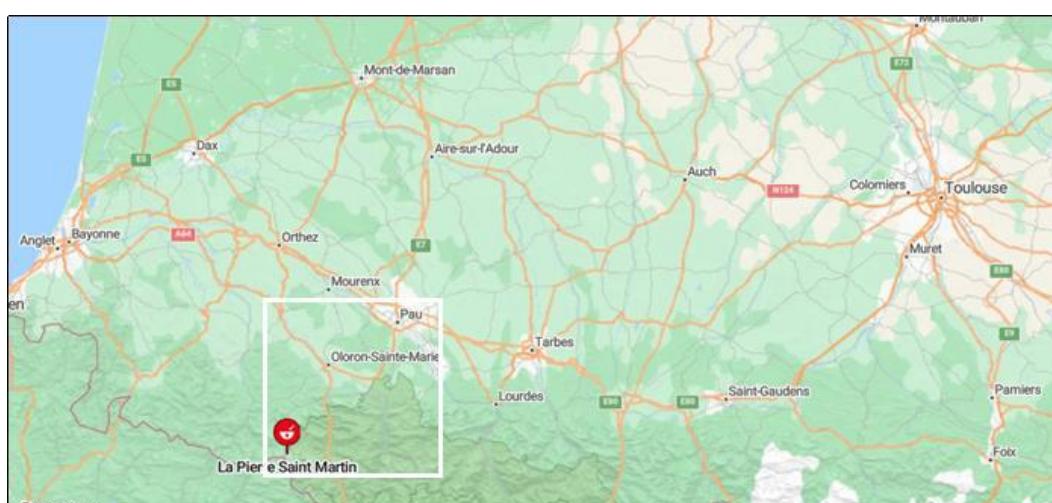 Montauban
E72
E5
Mont-de-Marsan
Dax
E5
Aire-sur-l'Adour
Auch
N124
Colomiers
Toulouse
Anglet
Bayonne
A64
Orthez
E7
Muret
E80
en
Mourenx
Pau
Tarbes
E9
Oloron-Sainte-Marie
Lourdes
E80
E80
Saint-Gaudens
Pamiers
Foix
La Pierre Saint Martin